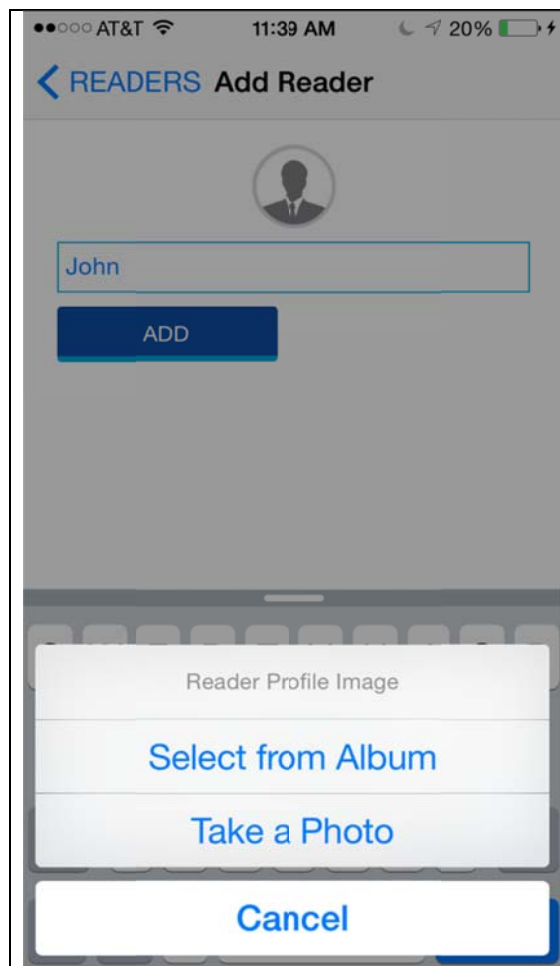 AT&T 11:39 AM 20%
READERS Add Reader
John
ADD
Reader Profile Image
Select from Album
Take a Photo
Cancel